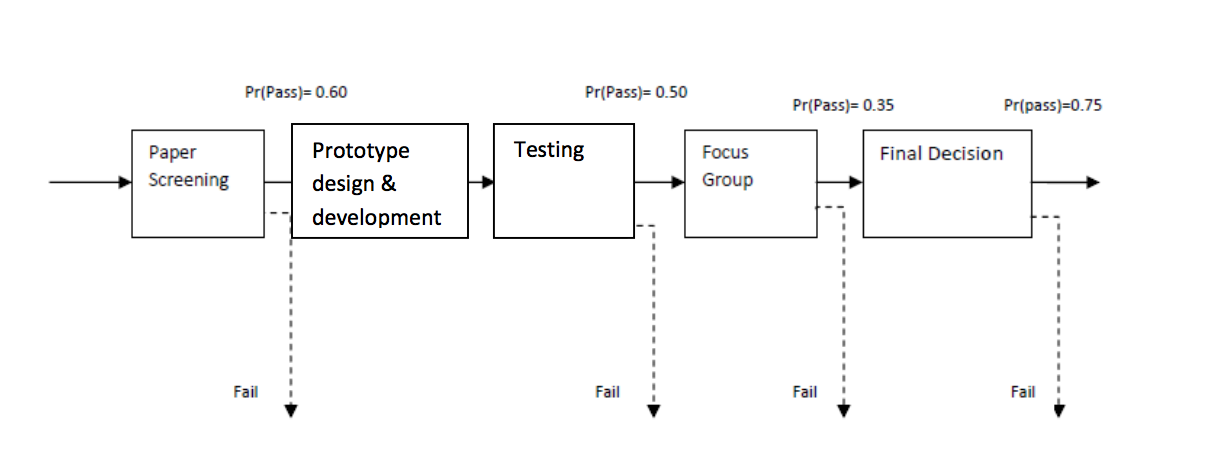 Pr(Pass)= 0.60
Pr(Pass)= 0.50
Pr(Pass)= 0.35
Pr(pass)=0.75
Paper
Screening
Prototype
design &
development
Testing
Focus
Group
Final Decision
Fail
Fail
Fail
Fail